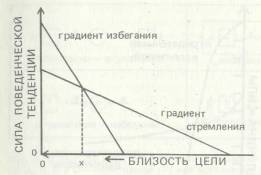 градиент избегания
СИЛА ПОВЕДЕНЧЕСКОЙ
ТЕНДЕНЦИИ
градиент
стремления
0
0
x
БЛИЗОСТЬ ЦЕЛИ